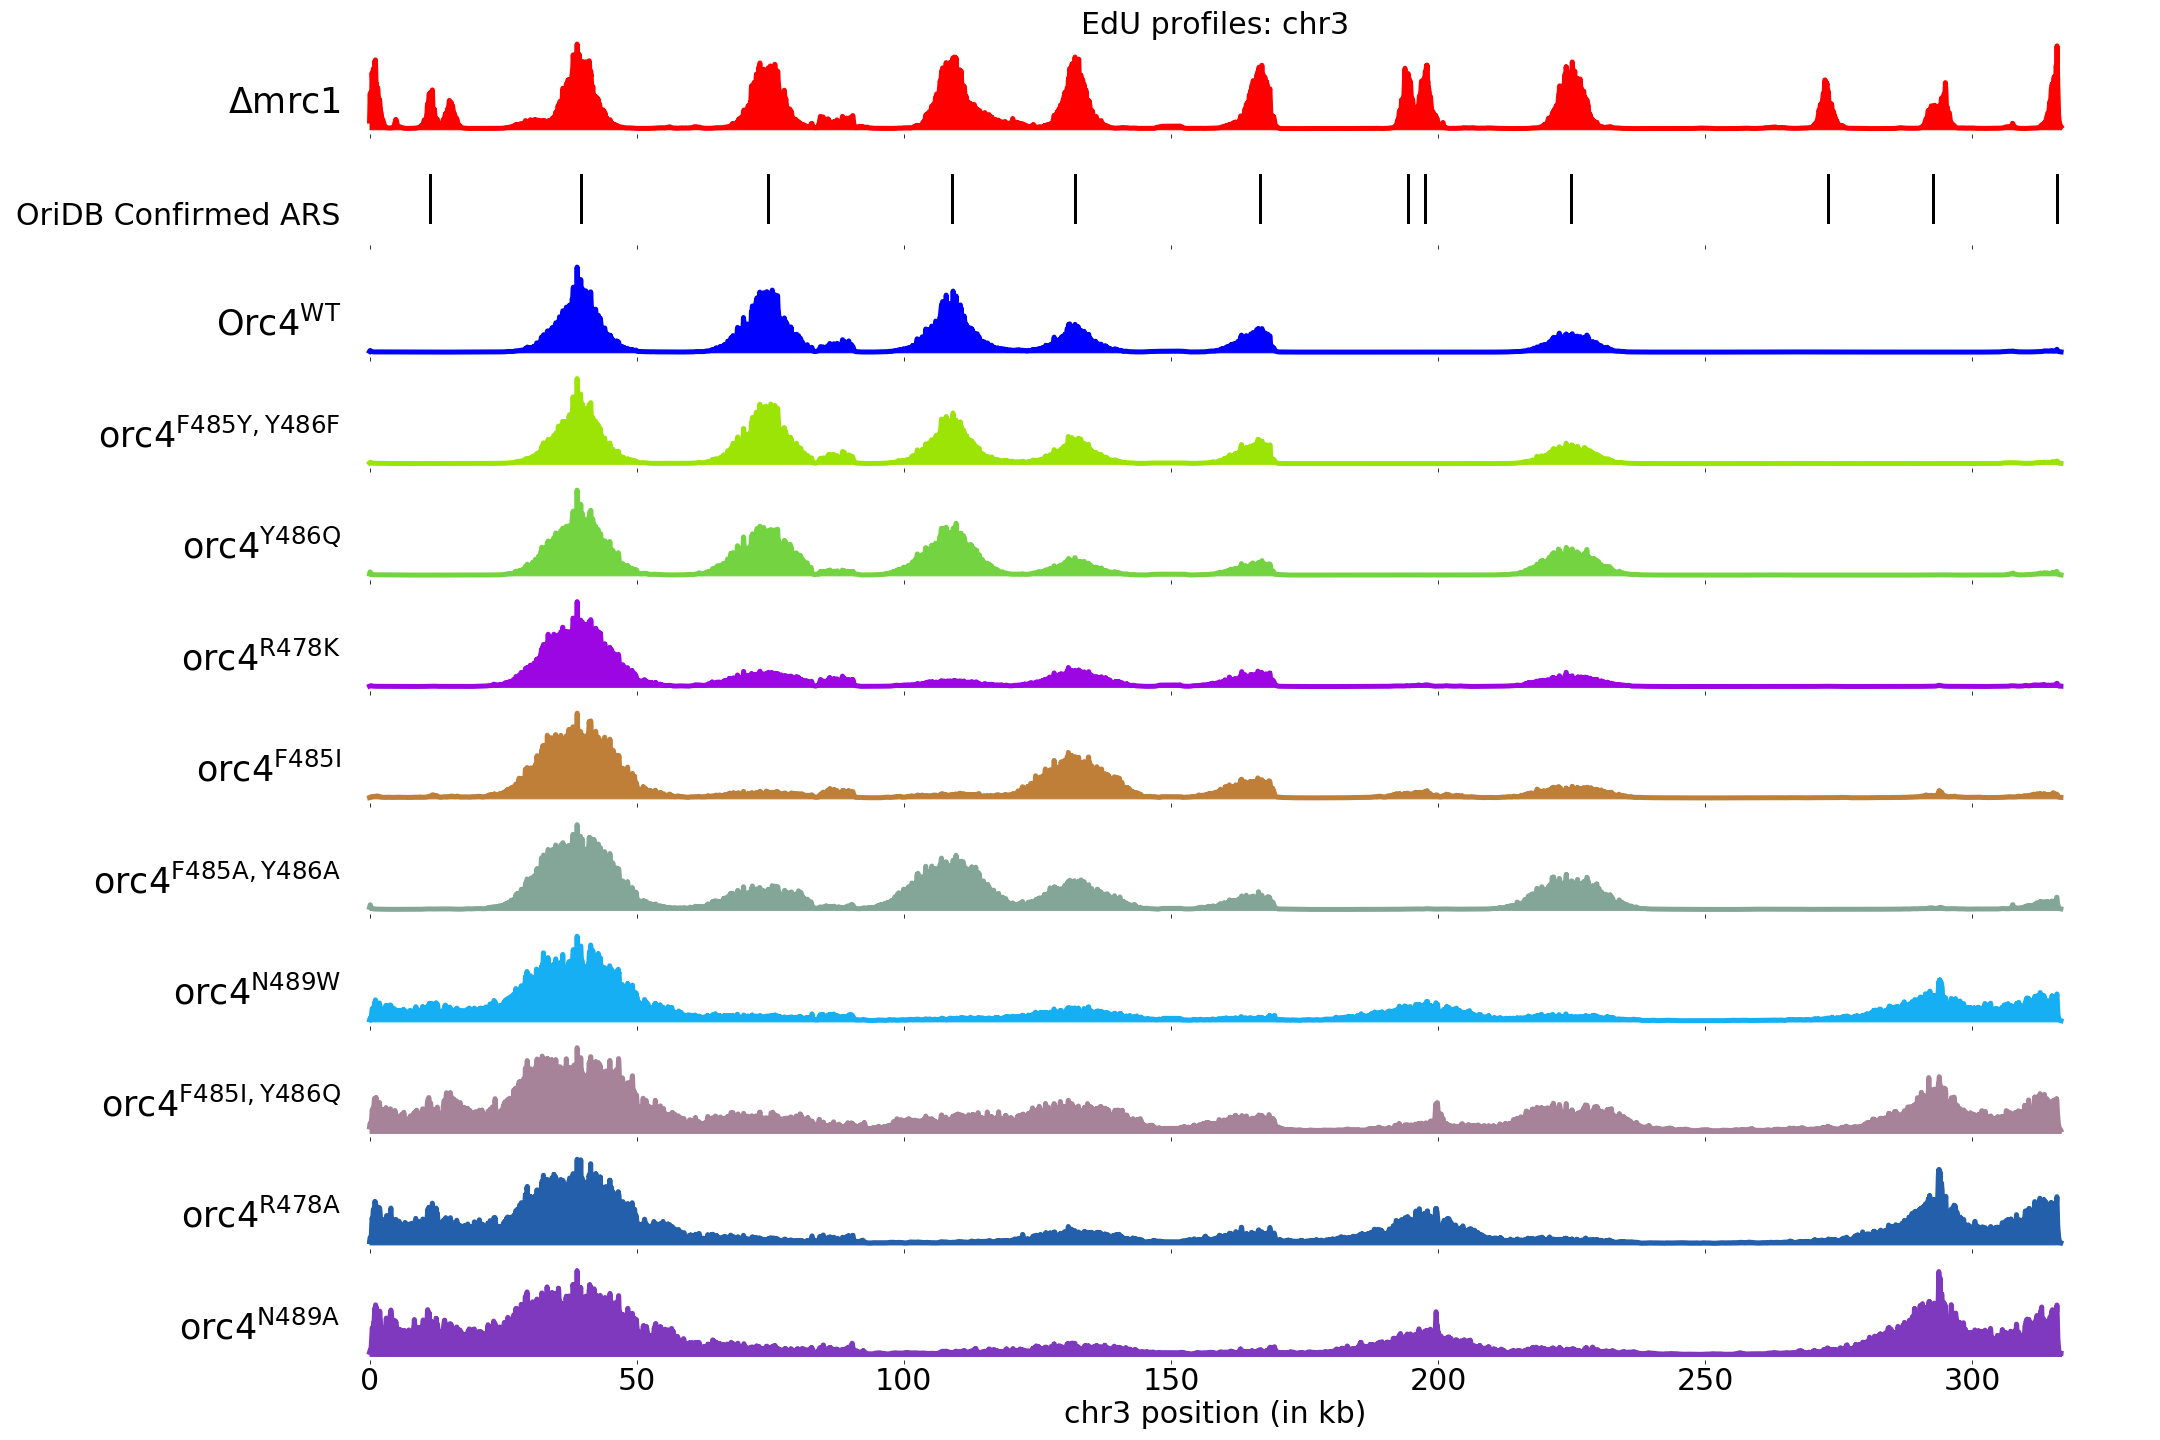 EdU profiles: chr3
Δmrc1
OriDB Confirmed ARS
Orc4WT
orc4F485Y, Y486F
orc4Y486Q
orc4R478K
orc4F485I
orc4F485A, Y486A
orc4N489W
orc4F485I, Y486Q
orc4R478A
orc4N489A
0 50 100 150 200 250 300
chr3 position (in kb)